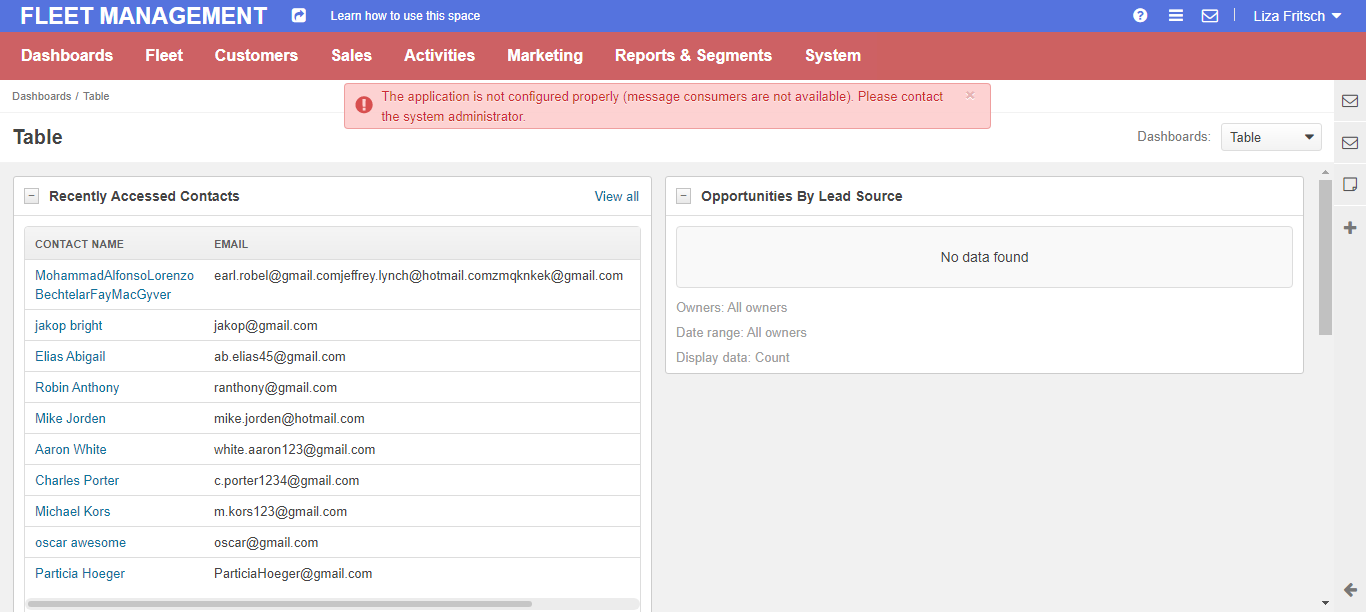 FLEET MANAGEMENT
Learn how to use this space
Liza Fritsch
Dashboards Fleet Customers Sales Activities Marketing Reports & Segments System
Dashboards / Table
The application is not configured properly (message consumers are not available). Please contact
the system administrator.
×
Table
Dashboards: Table
Recently Accessed Contacts
View all
CONTACT NAME EMAIL
MohammadAlfonsoLorenzo earl.robel@gmail.comjeffrey.lynch@hotmail.comzmqknkek@gmail.com
BechtelarFayMacGyver
jakop bright jakop@gmail.com
Elias Abigail ab.elias45@gmail.com
Robin Anthony ranthony@gmail.com
Mike Jorden mike.jorden@hotmail.com
Aaron White white.aaron123@gmail.com
Charles Porter c.porter1234@gmail.com
Michael Kors m.kors123@gmail.com
oscar awesome oscar@gmail.com
Particia Hoeger ParticiaHoeger@gmail.com
Opportunities By Lead Source
No data found
Owners: All owners
Date range: All owners
Display data: Count